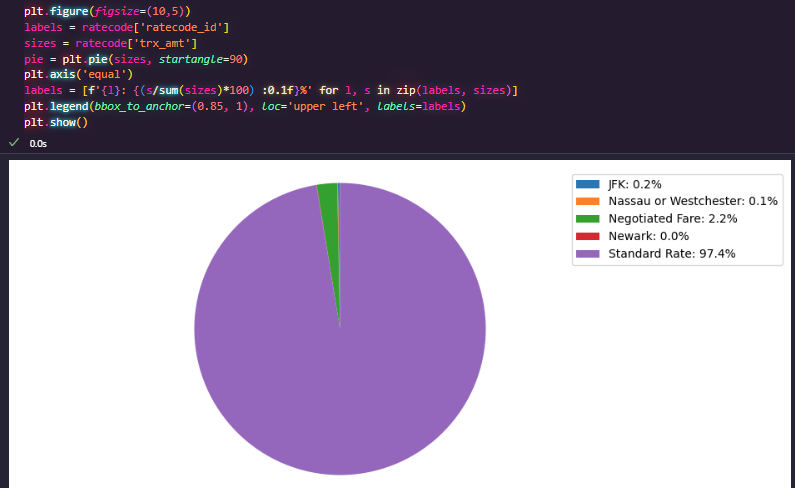 plt.figure(figsize=(10,5))
labels = ratecode['ratecode_id']
sizes = ratecode['trx_amt']
pie = plt.pie(sizes, startangle=90)
plt.axis('equal')
labels = [f'{l}: {(s/sum(sizes)*100) :0.1f}%' for l, s in zip(labels, sizes)]
plt.legend(bbox_to_anchor=(0.85, 1), loc='upper left', labels=labels)
plt.show()
0.0s
JFK: 0.2%
Nassau or Westchester: 0.1%
Negotiated Fare: 2.2%
Newark: 0.0%
Standard Rate: 97.4%